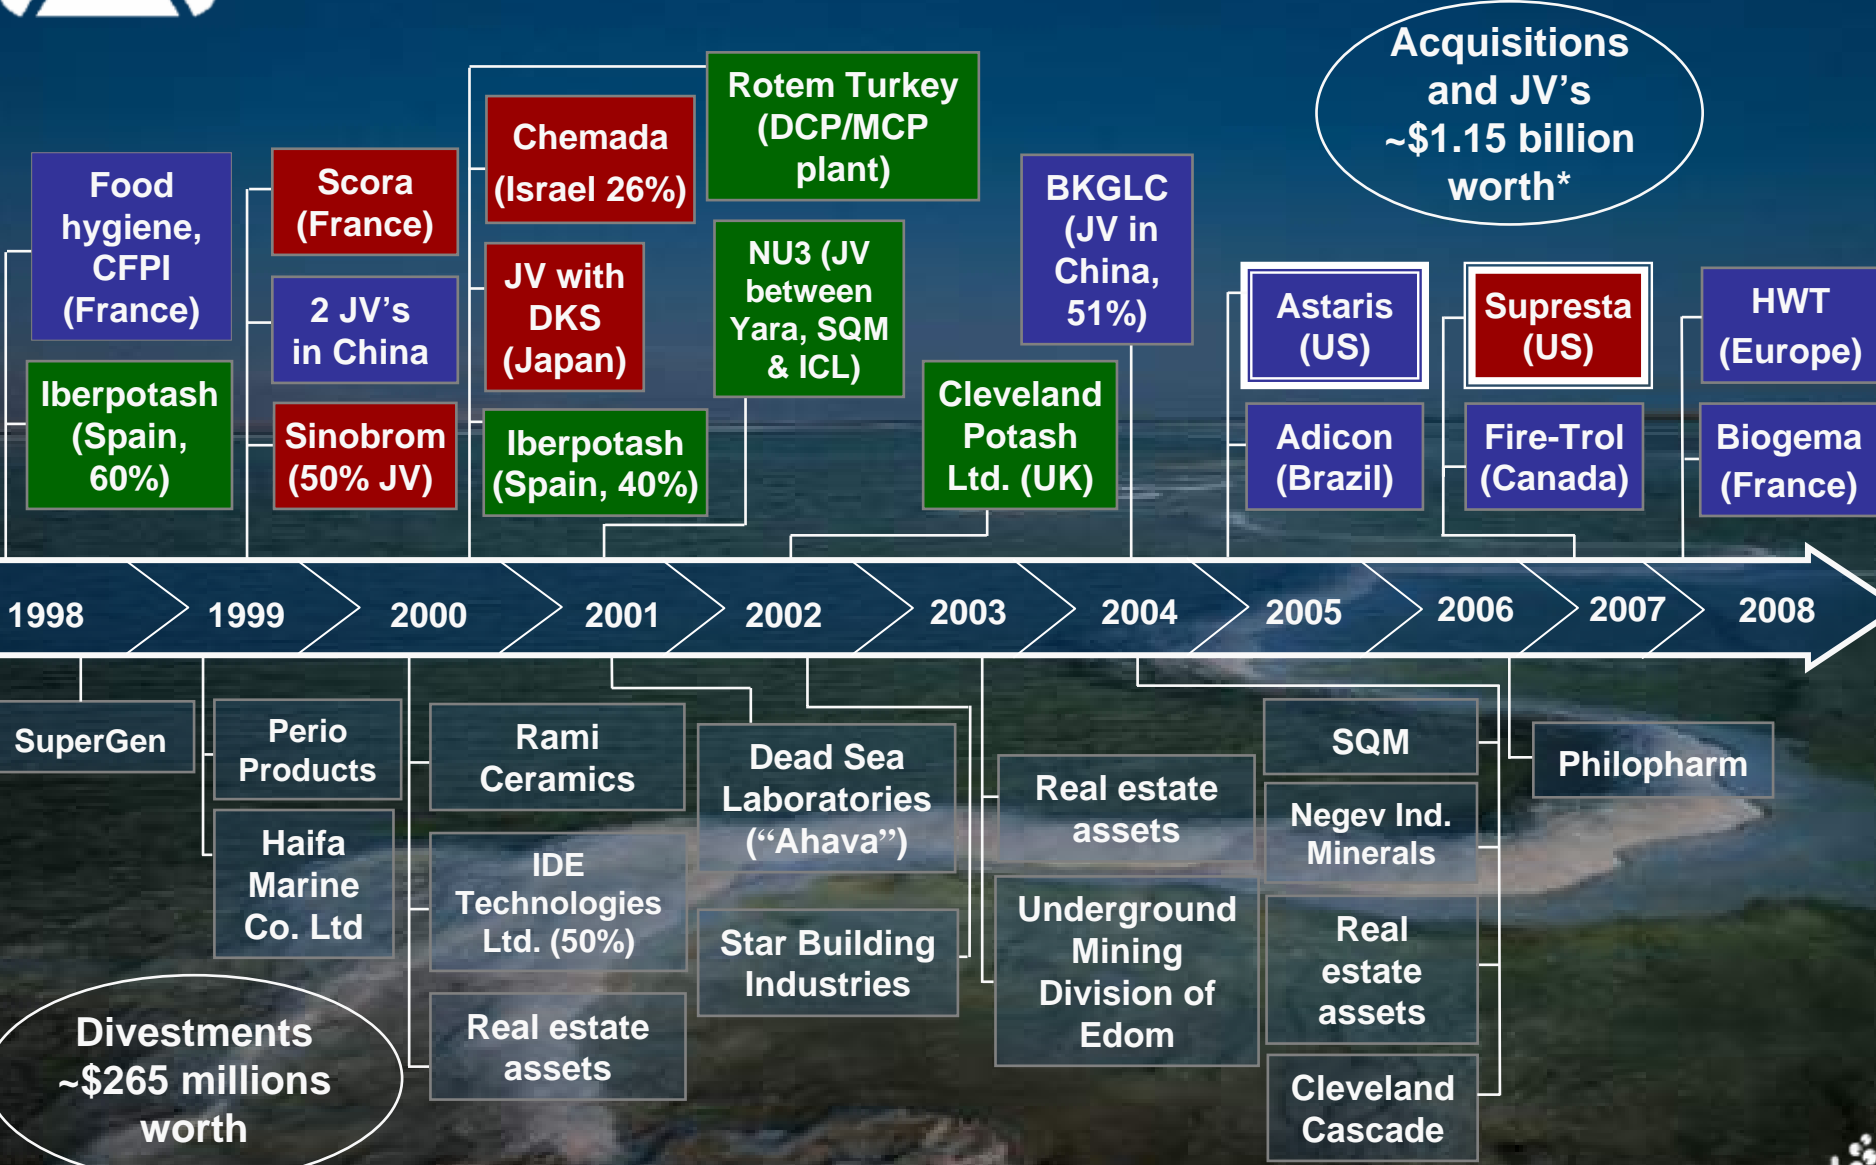 Acquisitions
and JV’s
~$1.15 billion
worth*
Food
hygiene,
CFPI
(France)
Iberpotash
(Spain,
60%)
Scora
(France)
2 JV’s
in China
Sinobrom
(50% JV)
Chemada
(Israel 26%)
JV with
DKS
(Japan)
Iberpotash
(Spain, 40%)
Rotem Turkey
(DCP/MCP
plant)
NU3 (JV
between
Yara, SQM
& ICL)
Cleveland
Potash
Ltd. (UK)
BKGLC
(JV in
China,
51%)
Astaris
(US)
Adicon
(Brazil)
Supresta
(US)
Fire-Trol
(Canada)
HWT
(Europe)
Biogema
(France)
1998 1999 2000 2001 2002 2003 2004 2005 2006 2007 2008
SuperGen
Perio
Products
Haifa
Marine
Co. Ltd
Rami
Ceramics
IDE
Technologies
Ltd. (50%)
Real estate
assets
Dead Sea
Laboratories
(“Ahava”)
Star Building
Industries
Real estate
assets
Underground
Mining
Division of
Edom
SQM
Negev Ind.
Minerals
Real
estate
assets
Cleveland
Cascade
Philopharm
Divestments
~$265 millions
worth